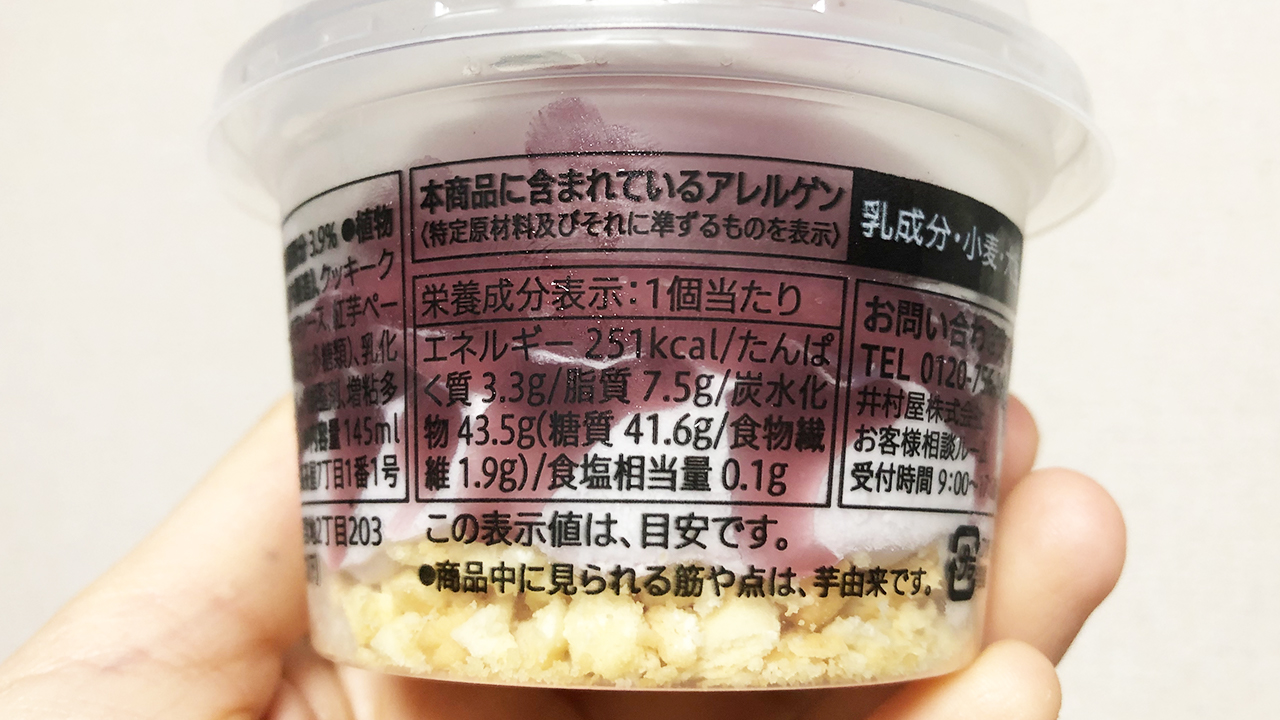 分3.9% ●植物
クッキーク
ース、紅芋ペー
糖類)、乳化
剤、増粘多
容量145ml
7丁目1番1号
2丁目203
本商品に含まれているアレルゲン
〈特定原材料及びそれに準ずるものを表示〉
乳成分・小麦・
栄養成分表示：1個当たり
エネルギー 251kcal/たんぱ
く質 3.3g/脂質 7.5g/炭水化
物 43.5g(糖質 41.6g/食物繊
維 1.9g)/食塩相当量 0.1g
この表示値は、目安です。
●商品中に見られる筋や点は、芋由来です。
お問い合わ
TEL 0120-756
井村屋株式会社
お客様相談ルー
受付時間 9:00〜17